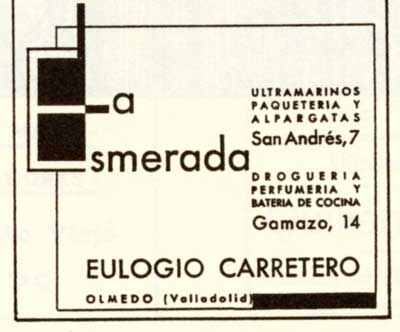 La
Esmerada
ULTRAMARINOS
PAQUETERIA Y
ALPARGATAS
San Andrés, 7
DROGUERIA
PERFUMERIA Y
BATERIA DE COCINA
Gamazo, 14
EULOGIO CARRETERO
OLMEDO (Valladolid)